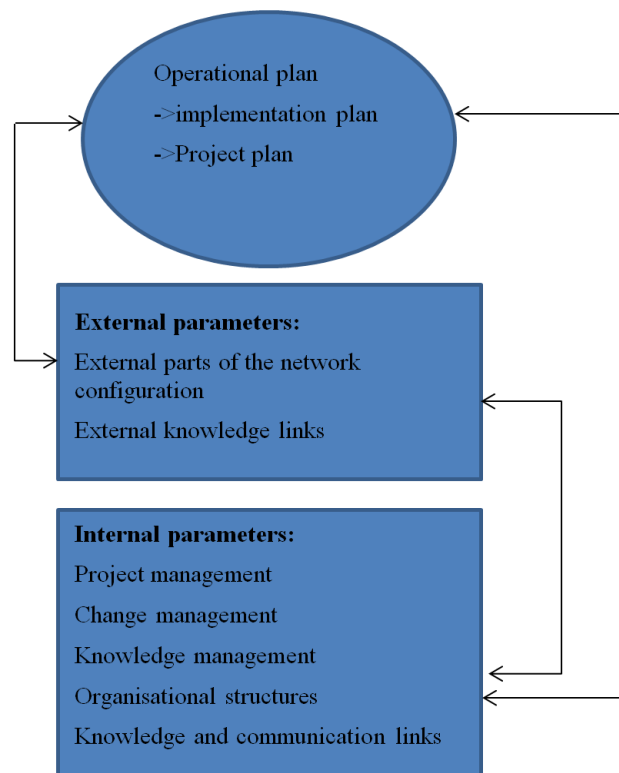 Operational plan
->implementation plan
->Project plan
External parameters:
External parts of the network
configuration
External knowledge links
Internal parameters:
Project management
Change management
Knowledge management
Organisational structures
Knowledge and communication links